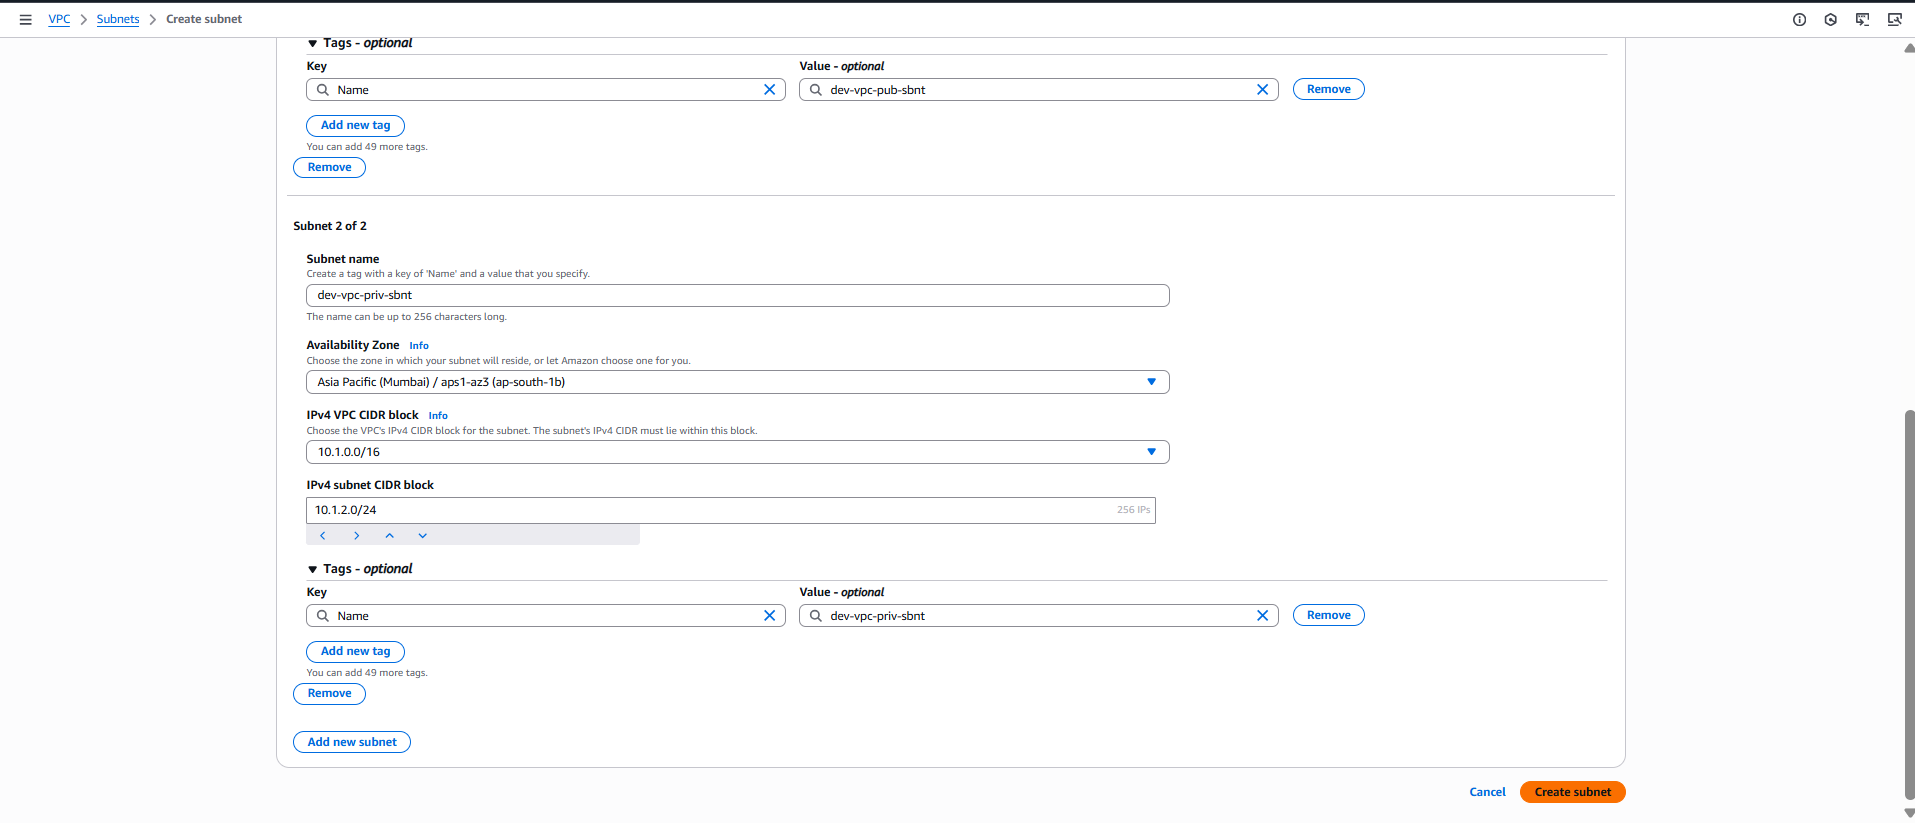 VPC > Subnets > Create subnet
Tags - optional
Key Value - optional
Name dev-vpc-pub-sbnt Remove
Add new tag
You can add 49 more tags.
Remove
Subnet 2 of 2
Subnet name
Create a tag with a key of 'Name' and a value that you specify.
dev-vpc-priv-sbnt
The name can be up to 256 characters long.
Availability Zone Info
Choose the zone in which your subnet will reside, or let Amazon choose one for you.
Asia Pacific (Mumbai) / aps1-az3 (ap-south-1b)
IPv4 VPC CIDR block Info
Choose the VPC's IPv4 CIDR block for the subnet. The subnet's IPv4 CIDR must lie within this block.
10.1.0.0/16
IPv4 subnet CIDR block
10.1.2.0/24 256 IPs
Tags - optional
Key Value - optional
Name dev-vpc-priv-sbnt Remove
Add new tag
You can add 49 more tags.
Remove
Add new subnet
Cancel Create subnet